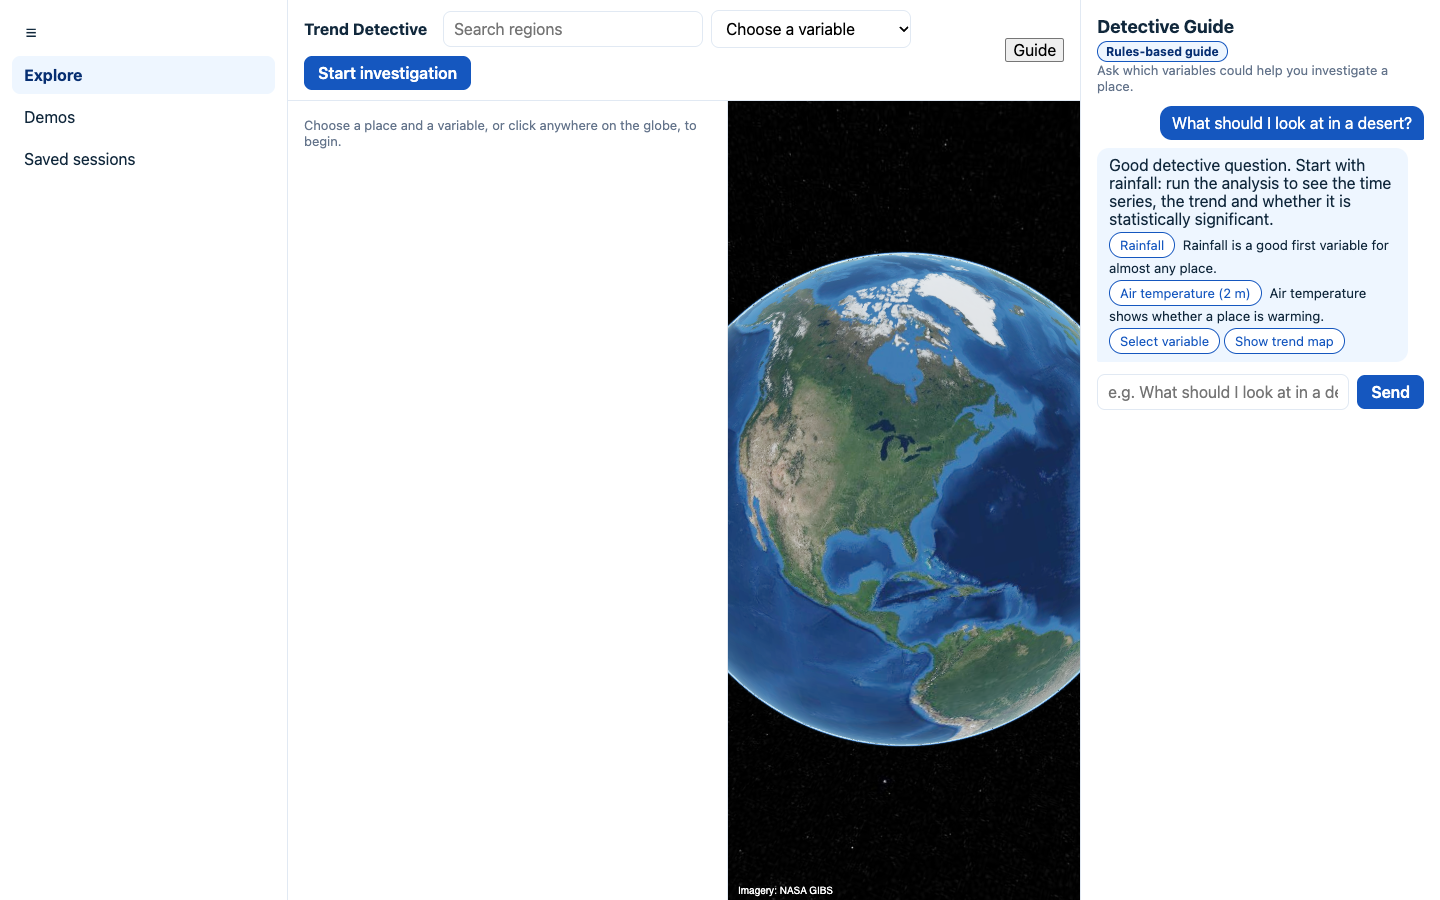 ≡
Explore
Demos
Saved sessions
Trend Detective
Search regions
Choose a variable
Start investigation
Guide
Choose a place and a variable, or click anywhere on the globe, to
begin.
Imagery: NASA GIBS
Detective Guide
Rules-based guide
Ask which variables could help you investigate a
place.
What should I look at in a desert?
Good detective question. Start with
rainfall: run the analysis to see the time
series, the trend and whether it is
statistically significant.
Rainfall Rainfall is a good first variable for
almost any place.
Air temperature (2 m) Air temperature
shows whether a place is warming.
Select variable Show trend map
e.g. What should I look at in a de
Send